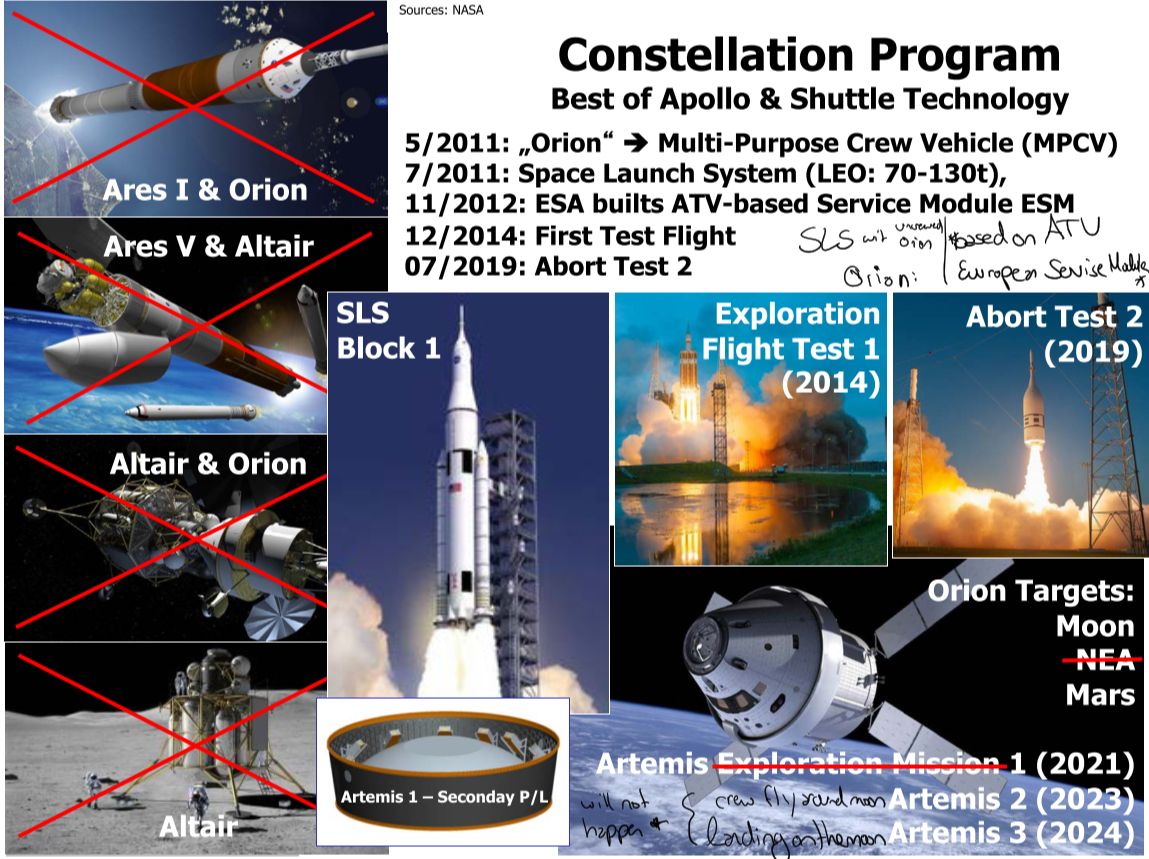 Sources: NASA
Constellation Program
Best of Apollo & Shuttle Technology
5/2011: „Orion“ ➔ Multi-Purpose Crew Vehicle (MPCV)
7/2011: Space Launch System (LEO: 70-130t),
11/2012: ESA builts ATV-based Service Module ESM
12/2014: First Test Flight
07/2019: Abort Test 2
SLS wit uncrewed Orion
Orion:
based on ATV
European Servise Module
Ares I & Orion
Ares V & Altair
Altair & Orion
Altair
SLS
Block 1
Exploration
Flight Test 1
(2014)
Abort Test 2
(2019)
Orion Targets:
Moon
NEA
Mars
Artemis 1 – Seconday P/L
Artemis Exploration Mission 1 (2021)
will not
happen *
crew fly round moon Artemis 2 (2023)
landing on the moon Artemis 3 (2024)